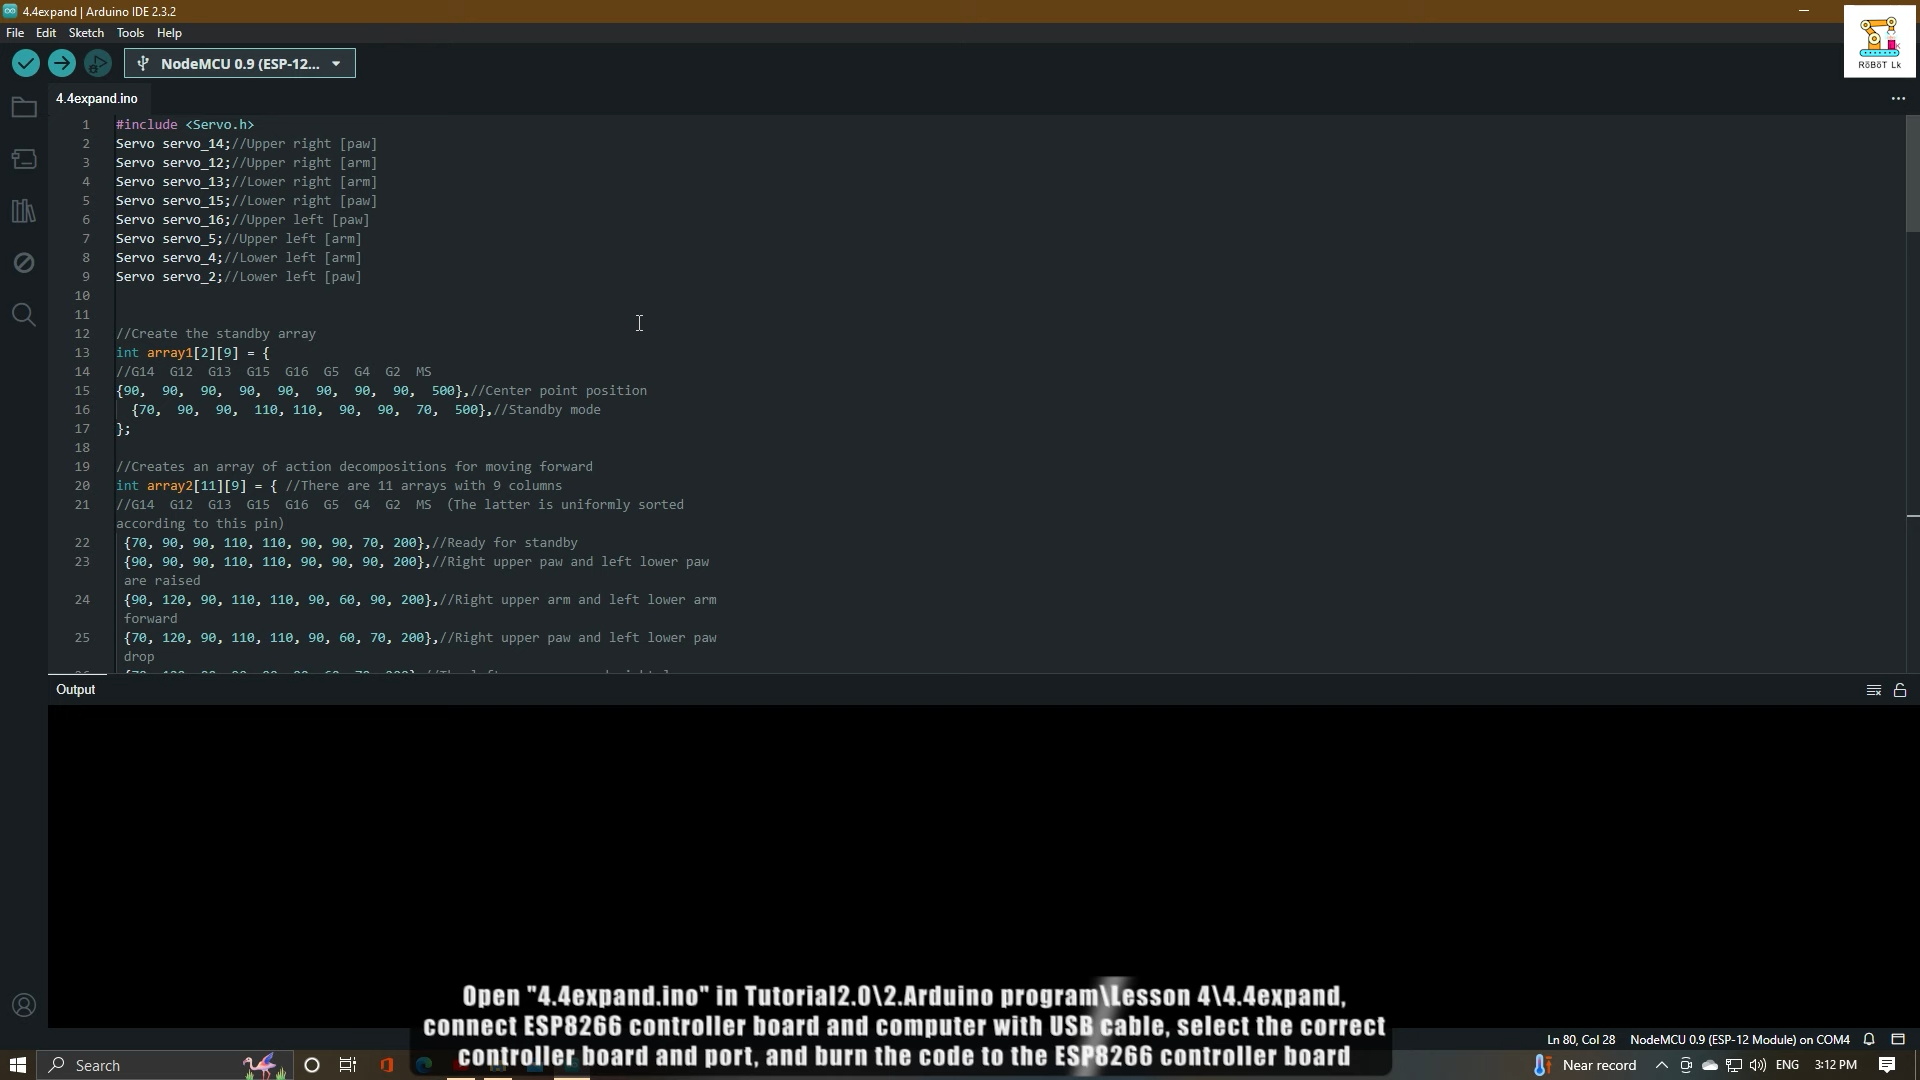 4.4expand | Arduino IDE 2.3.2
File Edit Sketch Tools Help
NodeMCU 0.9 (ESP-12...
RöBöT Lk
4.4expand.ino
1 #include <Servo.h>
2 Servo servo_14;//Upper right [paw]
3 Servo servo_12;//Upper right [arm]
4 Servo servo_13;//Lower right [arm]
5 Servo servo_15;//Lower right [paw]
6 Servo servo_16;//Upper left [paw]
7 Servo servo_5;//Upper left [arm]
8 Servo servo_4;//Lower left [arm]
9 Servo servo_2;//Lower left [paw]
10
11
12 //Create the standby array
13 int array1[2][9] = {
14 //G14 G12 G13 G15 G16 G5 G4 G2 MS
15 {90, 90, 90, 90, 90, 90, 90, 90, 500},//Center point position
16 {70, 90, 90, 110, 110, 90, 90, 70, 500},//Standby mode
17 };
18
19 //Creates an array of action decompositions for moving forward
20 int array2[11][9] = { //There are 11 arrays with 9 columns
21 //G14 G12 G13 G15 G16 G5 G4 G2 MS (The latter is uniformly sorted
according to this pin)
22 {70, 90, 90, 110, 110, 90, 90, 70, 200},//Ready for standby
23 {90, 90, 90, 110, 110, 90, 90, 90, 200},//Right upper paw and left lower paw
are raised
24 {90, 120, 90, 110, 110, 90, 60, 90, 200},//Right upper arm and left lower arm
forward
25 {70, 120, 90, 110, 110, 90, 60, 70, 200},//Right upper paw and left lower paw
drop
Output
Open "4.4expand.ino" in Tutorial2.0\2.Arduino program\Lesson 4\4.4expand,
connect ESP8266 controller board and computer with USB cable, select the correct
controller board and port, and burn the code to the ESP8266 controller board
Ln 80, Col 28 NodeMCU 0.9 (ESP-12 Module) on COM4
Search
Near record
ENG
3:12 PM